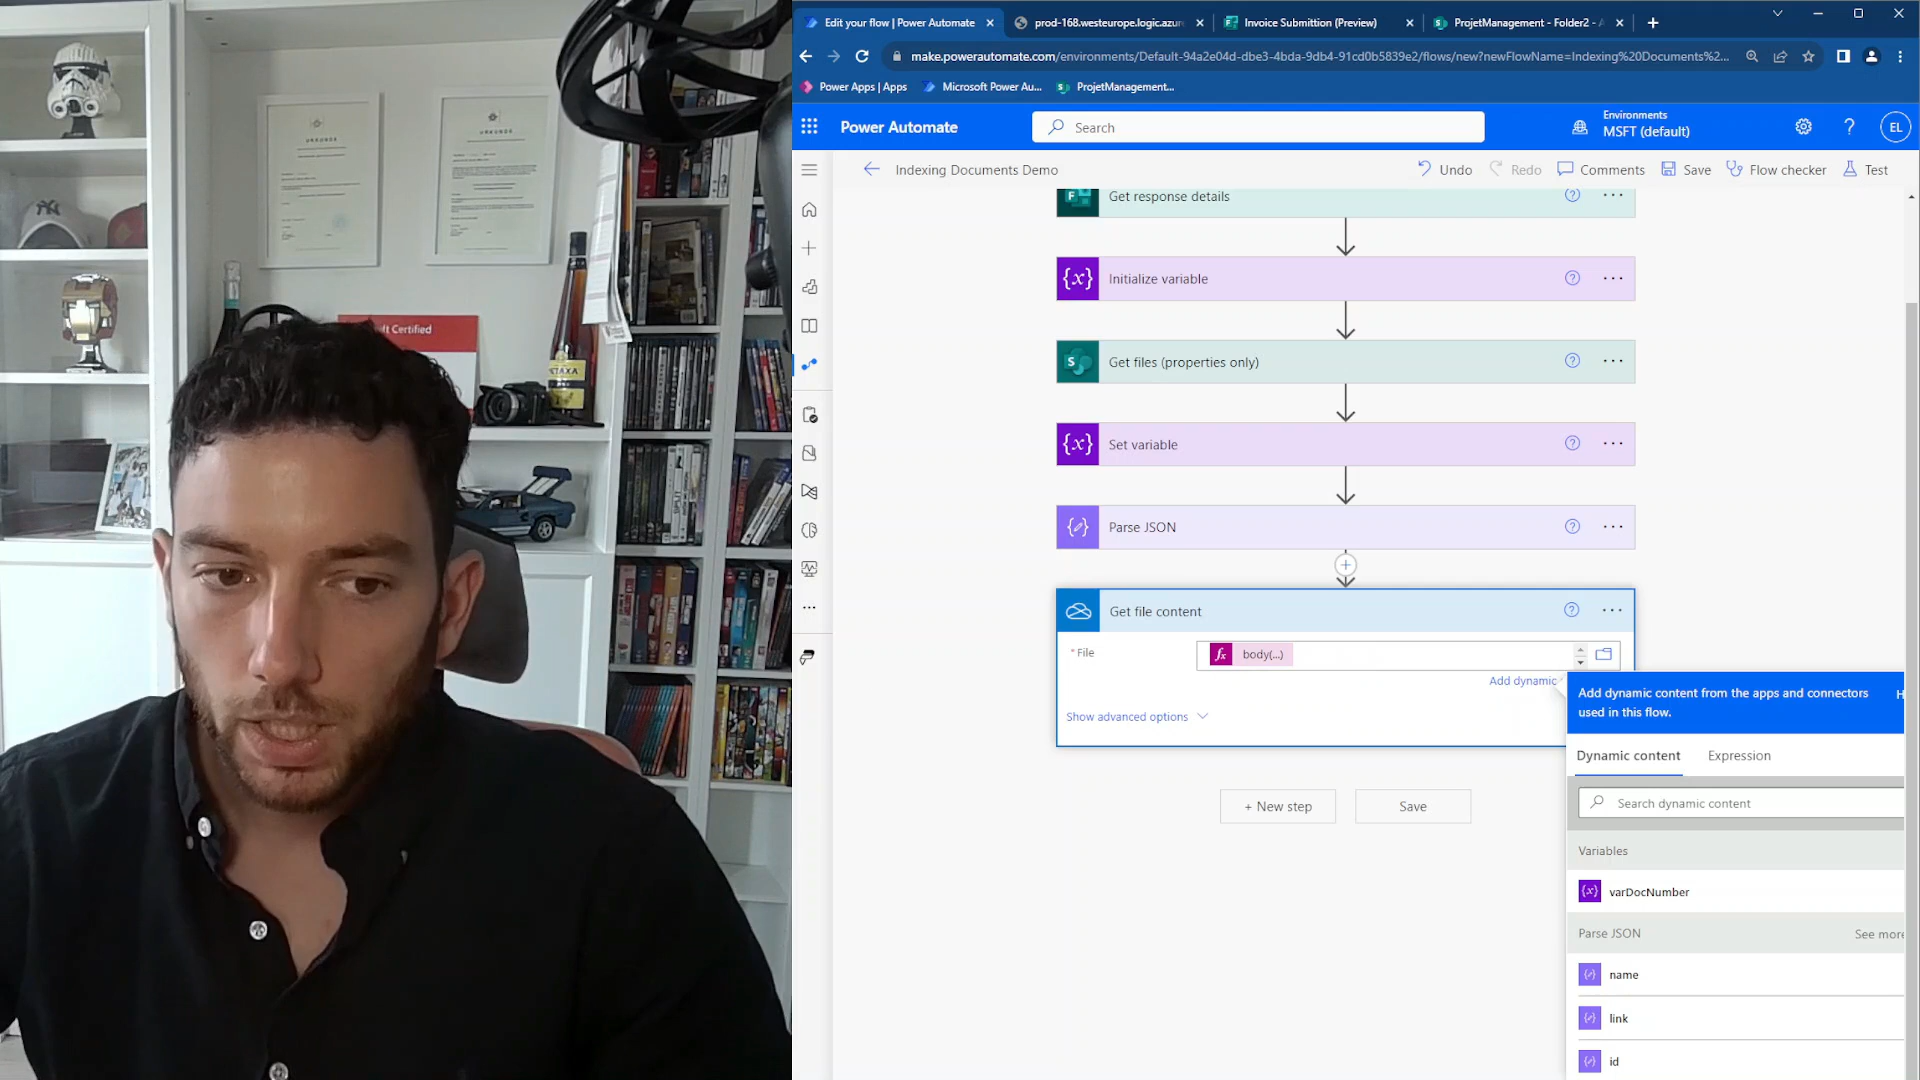 Edit your flow | Power Automate
prod-168.westeurope.logic.azur
Invoice Submittion (Preview)
ProjetManagement - Folder2 - A
make.powerautomate.com/environments/Default-94a2e04d-dbe3-4bda-9db4-91cd0b5839e2/flows/new?newFlowName=Indexing%20Documents%2...
Power Apps | Apps
Microsoft Power Au...
ProjetManagement...
Power Automate
Search
Environments
MSFT (default)
EL
Indexing Documents Demo
Undo
Redo
Comments
Save
Flow checker
Test
Get response details
Initialize variable
Get files (properties only)
Set variable
Parse JSON
Get file content
* File
body(...)
Add dynamic
Show advanced options
Add dynamic content from the apps and connectors
used in this flow.
H
Dynamic content
Expression
Search dynamic content
Variables
varDocNumber
Parse JSON
See more
name
link
id
+ New step
Save
URKUNDE
URKUNDE
ft Certified